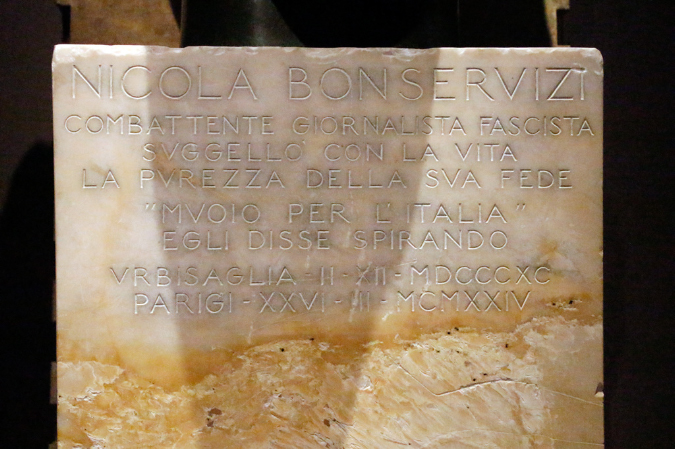 NICOLA BONSERVIZI
COMBATTENTE GIORNALISTA FASCISTA
SVGGELLO CON LA VITA
LA PVREZZA DELLA SVA FEDE
"MVOIO PER L'ITALIA"
EGLI DISSE SPIRANDO
VRBISAGLIA-II-XII-MDCCCXC
PARIGI-XXVI-III-MCMXXIV